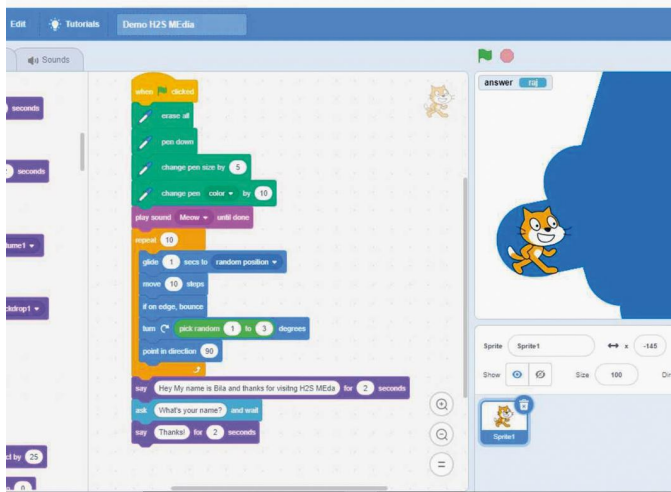 Edit Tutorials Demo H2S MEdia
Sounds
answer raj
when clicked
erase all
seconds
pen down
change pen size by 5
seconds
change pen color by 10
play sound Meow until done
repeat 10
glide 1 secs to random position
move 10 steps
if on edge, bounce
turn pick random 1 to 3 degrees
point in direction 90
say Hey My name is Bila and thanks for visitng H2S MEda for 2 seconds
ask What's your name? and wait
say Thanks! for 2 seconds
d by 25
0
Sprite Sprite1 x -145
Show Size 100
Sprite1